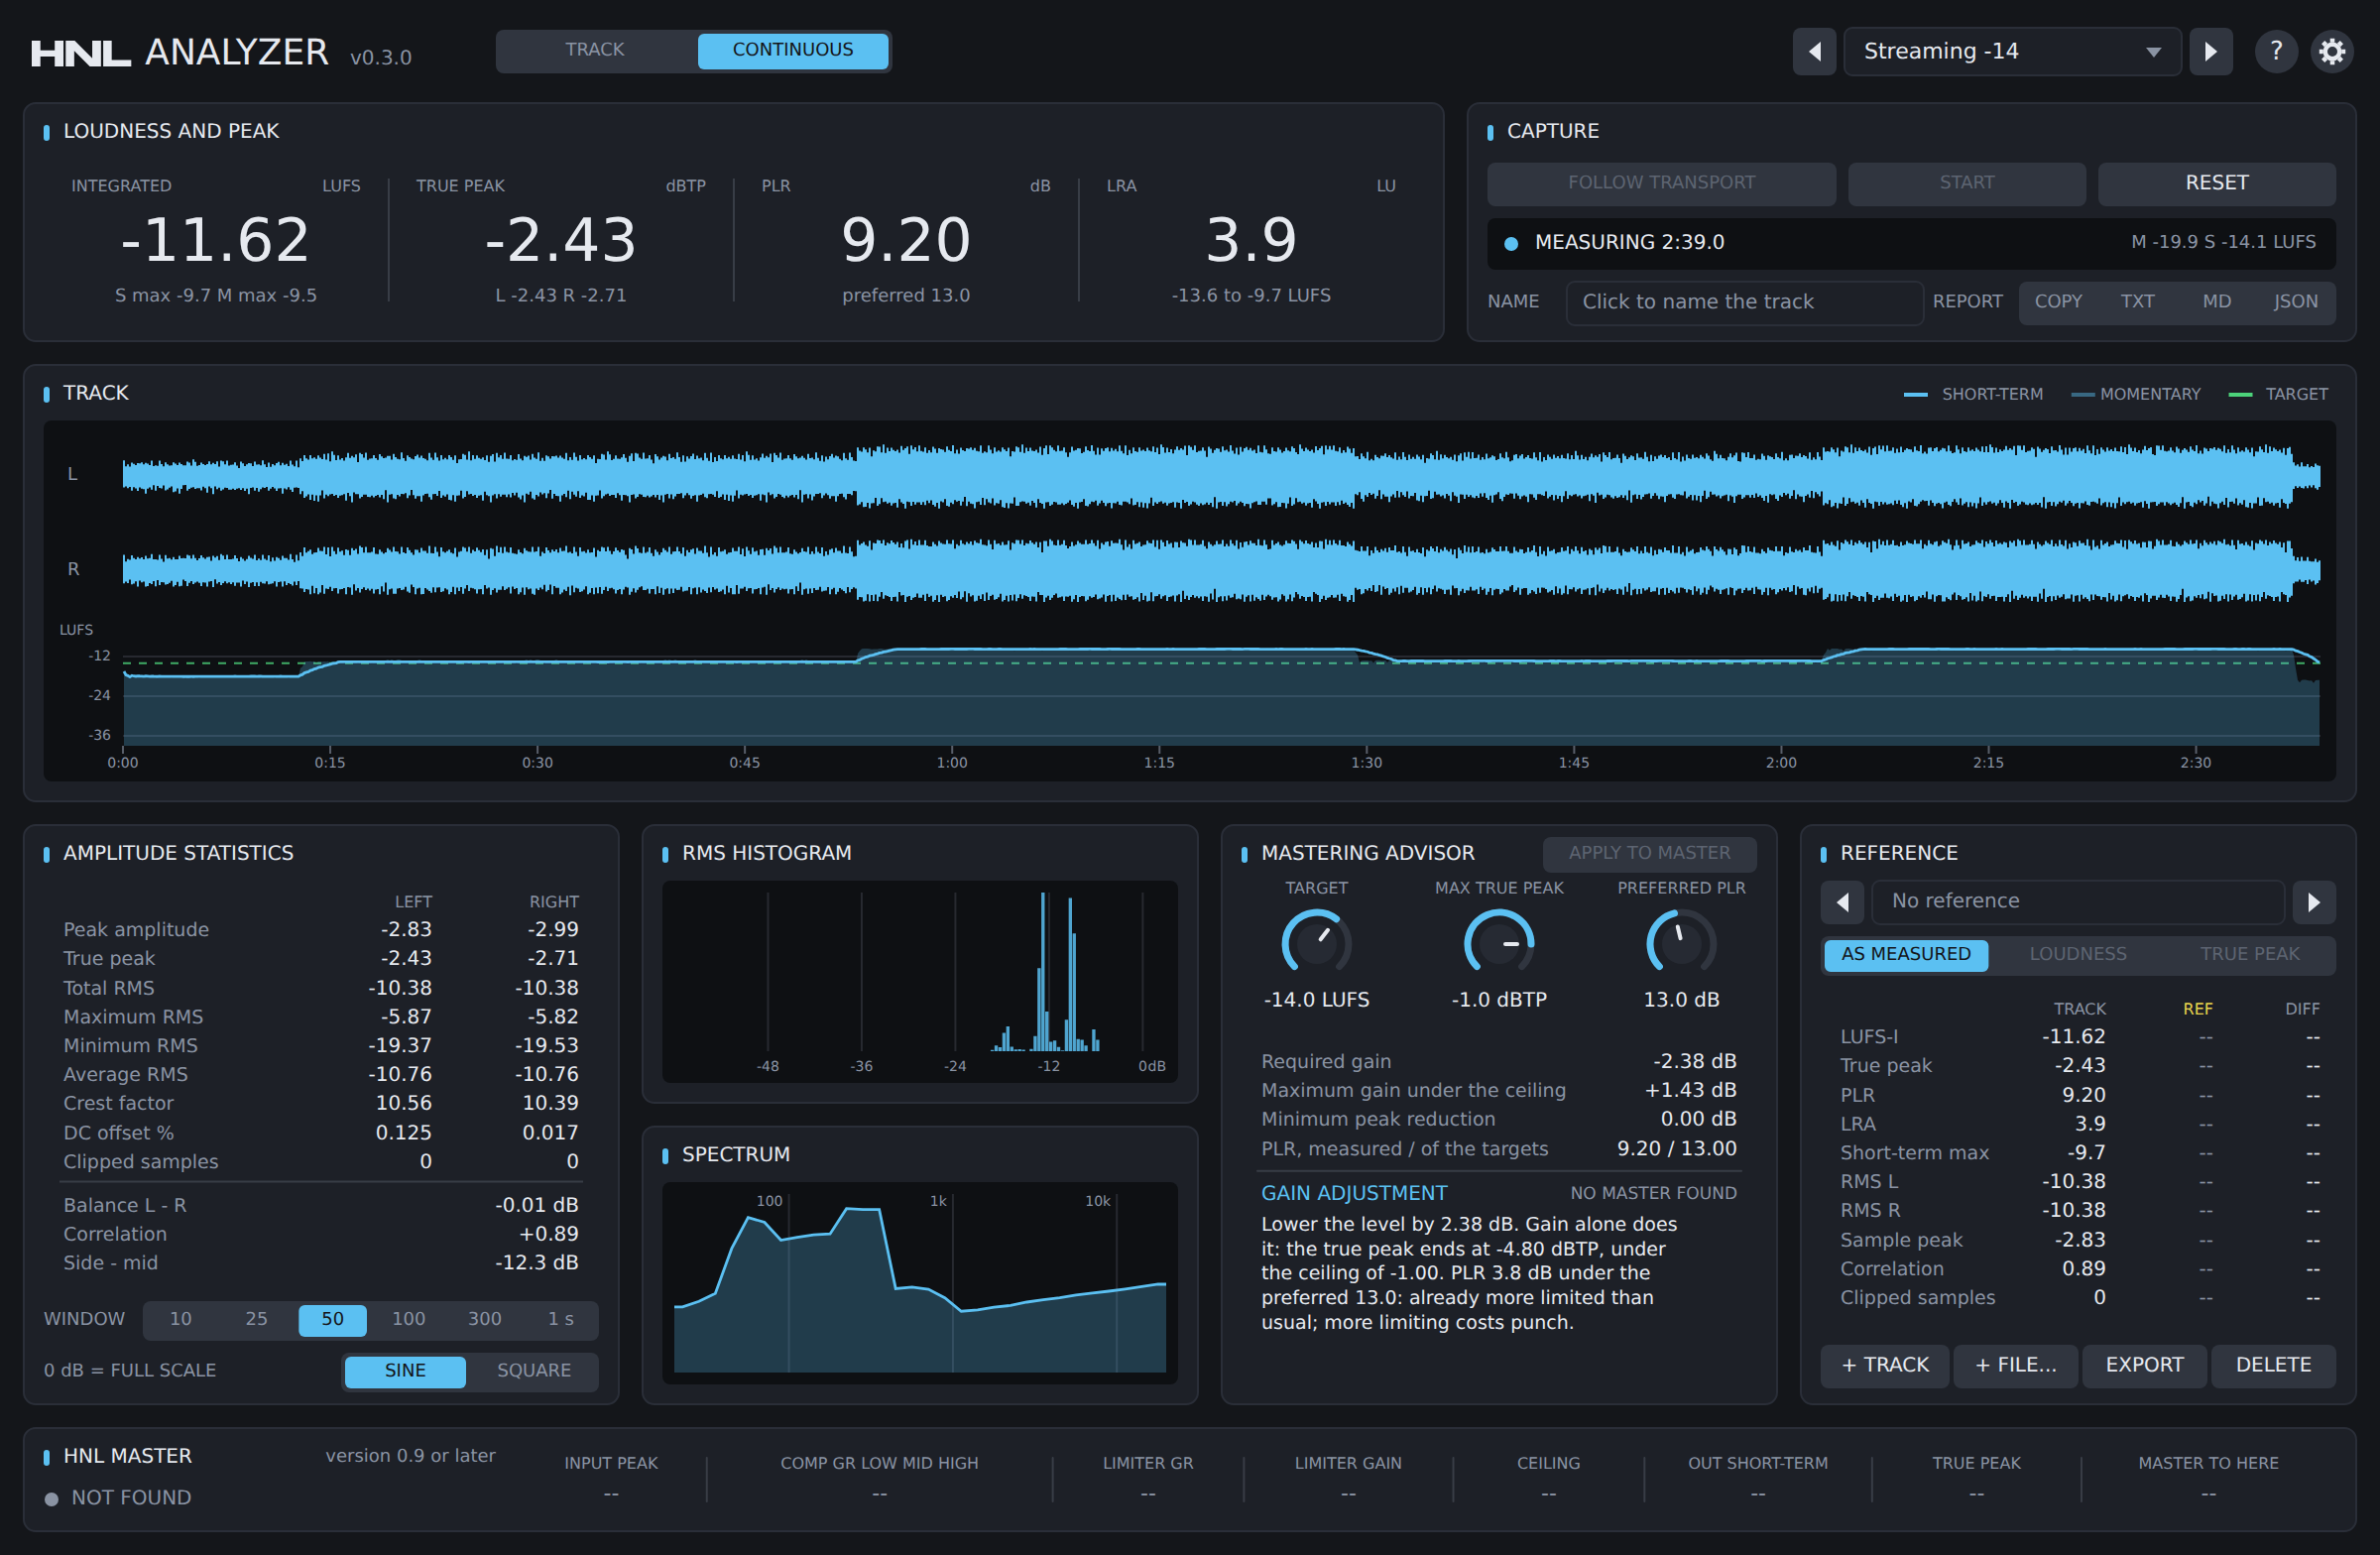 HNL ANALYZER v0.3.0
TRACK CONTINUOUS
Streaming -14
?
LOUDNESS AND PEAK
INTEGRATED LUFS TRUE PEAK dBTP PLR dB LRA LU
-11.62 -2.43 9.20 3.9
S max -9.7 M max -9.5 L -2.43 R -2.71 preferred 13.0 -13.6 to -9.7 LUFS
CAPTURE
FOLLOW TRANSPORT START RESET
MEASURING 2:39.0 M -19.9 S -14.1 LUFS
NAME Click to name the track REPORT COPY TXT MD JSON
TRACK
SHORT-TERM MOMENTARY TARGET
L
R
LUFS
-12
-24
-36
0:00 0:15 0:30 0:45 1:00 1:15 1:30 1:45 2:00 2:15 2:30
AMPLITUDE STATISTICS
LEFT RIGHT
Peak amplitude -2.83 -2.99
True peak -2.43 -2.71
Total RMS -10.38 -10.38
Maximum RMS -5.87 -5.82
Minimum RMS -19.37 -19.53
Average RMS -10.76 -10.76
Crest factor 10.56 10.39
DC offset % 0.125 0.017
Clipped samples 0 0
Balance L - R -0.01 dB
Correlation +0.89
Side - mid -12.3 dB
WINDOW 10 25 50 100 300 1 s
0 dB = FULL SCALE SINE SQUARE
RMS HISTOGRAM
-48 -36 -24 -12 0dB
SPECTRUM
100 1k 10k
MASTERING ADVISOR APPLY TO MASTER
TARGET MAX TRUE PEAK PREFERRED PLR
-14.0 LUFS -1.0 dBTP 13.0 dB
Required gain -2.38 dB
Maximum gain under the ceiling +1.43 dB
Minimum peak reduction 0.00 dB
PLR, measured / of the targets 9.20 / 13.00
GAIN ADJUSTMENT NO MASTER FOUND
Lower the level by 2.38 dB. Gain alone does
it: the true peak ends at -4.80 dBTP, under
the ceiling of -1.00. PLR 3.8 dB under the
preferred 13.0: already more limited than
usual; more limiting costs punch.
REFERENCE
No reference
AS MEASURED LOUDNESS TRUE PEAK
TRACK REF DIFF
LUFS-I -11.62 -- --
True peak -2.43 -- --
PLR 9.20 -- --
LRA 3.9 -- --
Short-term max -9.7 -- --
RMS L -10.38 -- --
RMS R -10.38 -- --
Sample peak -2.83 -- --
Correlation 0.89 -- --
Clipped samples 0 -- --
+ TRACK + FILE... EXPORT DELETE
HNL MASTER version 0.9 or later
NOT FOUND
INPUT PEAK COMP GR LOW MID HIGH LIMITER GR LIMITER GAIN CEILING OUT SHORT-TERM TRUE PEAK MASTER TO HERE
-- -- -- -- -- -- -- --